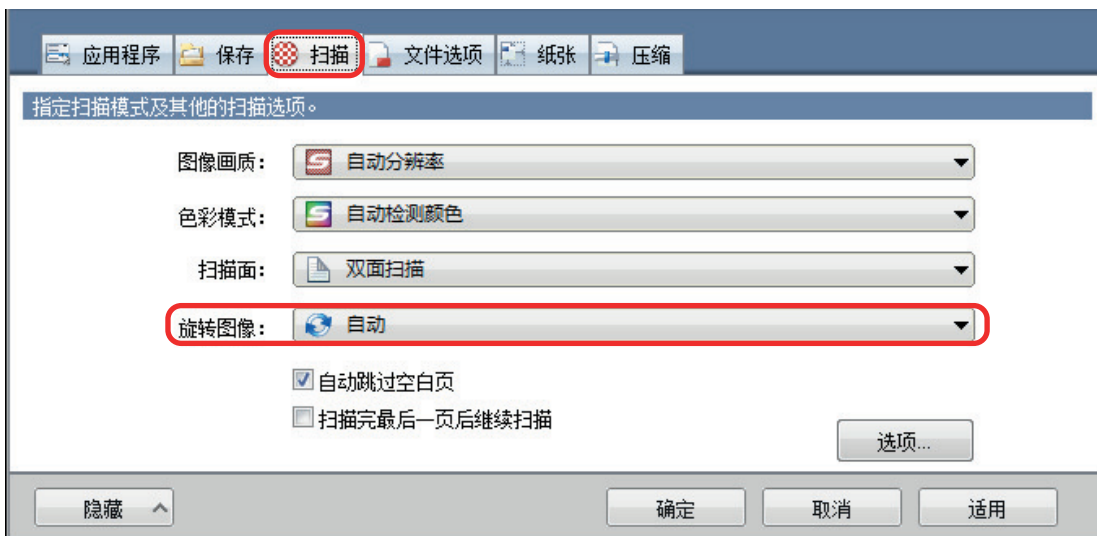 应用程序 保存 扫描 文件选项 纸张 压缩
指定扫描模式及其他的扫描选项。
图像画质： 自动分辨率
色彩模式： 自动检测颜色
扫描面： 双面扫描
旋转图像： 自动
自动跳过空白页
扫描完最后一页后继续扫描
选项...
隐藏 确定 取消 适用